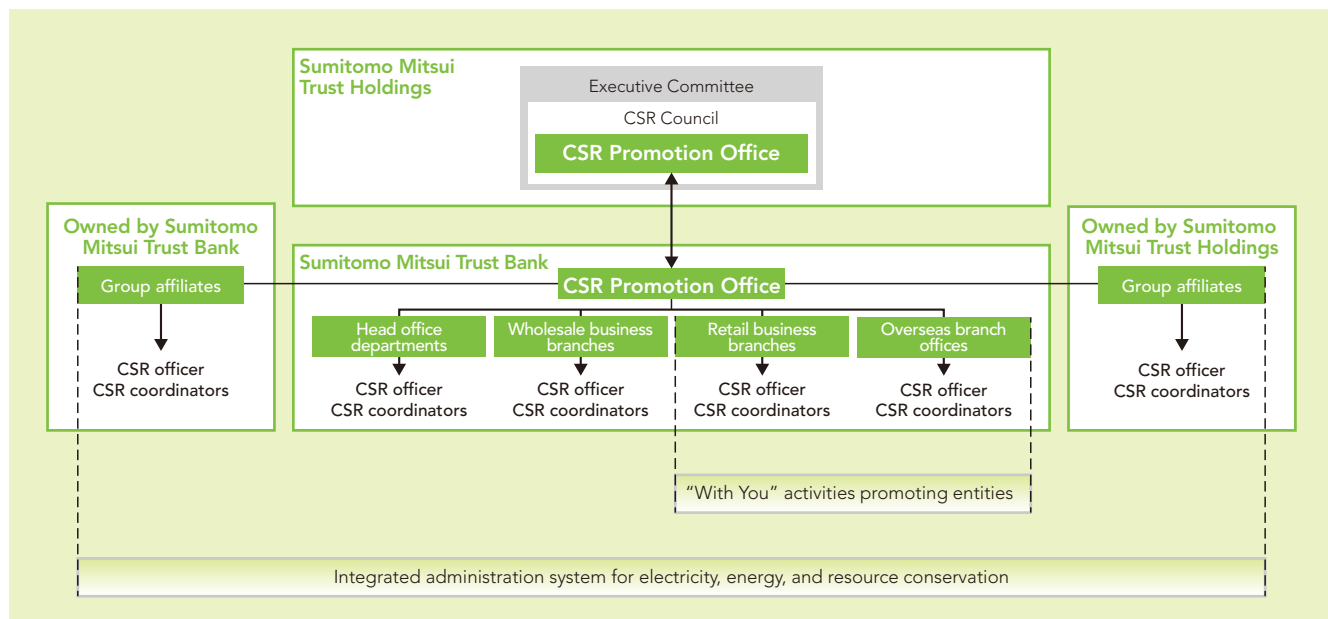 Sumitomo Mitsui
Trust Holdings
Executive Committee
CSR Council
CSR Promotion Office
Owned by Sumitomo
Mitsui Trust Bank
Group affiliates
CSR officer
CSR coordinators
Sumitomo Mitsui Trust Bank
CSR Promotion Office
Head office
departments
CSR officer
CSR coordinators
Wholesale business
branches
CSR officer
CSR coordinators
Retail business
branches
CSR officer
CSR coordinators
Overseas branch
offices
CSR officer
CSR coordinators
Owned by Sumitomo
Mitsui Trust Holdings
Group affiliates
CSR officer
CSR coordinators
“With You” activities promoting entities
Integrated administration system for electricity, energy, and resource conservation